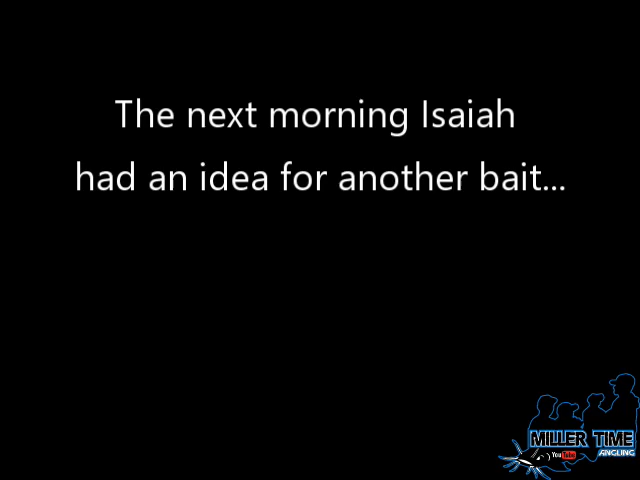 The next morning Isaiah
had an idea for another bait...
MILLER TIME
YouTube ANGLING